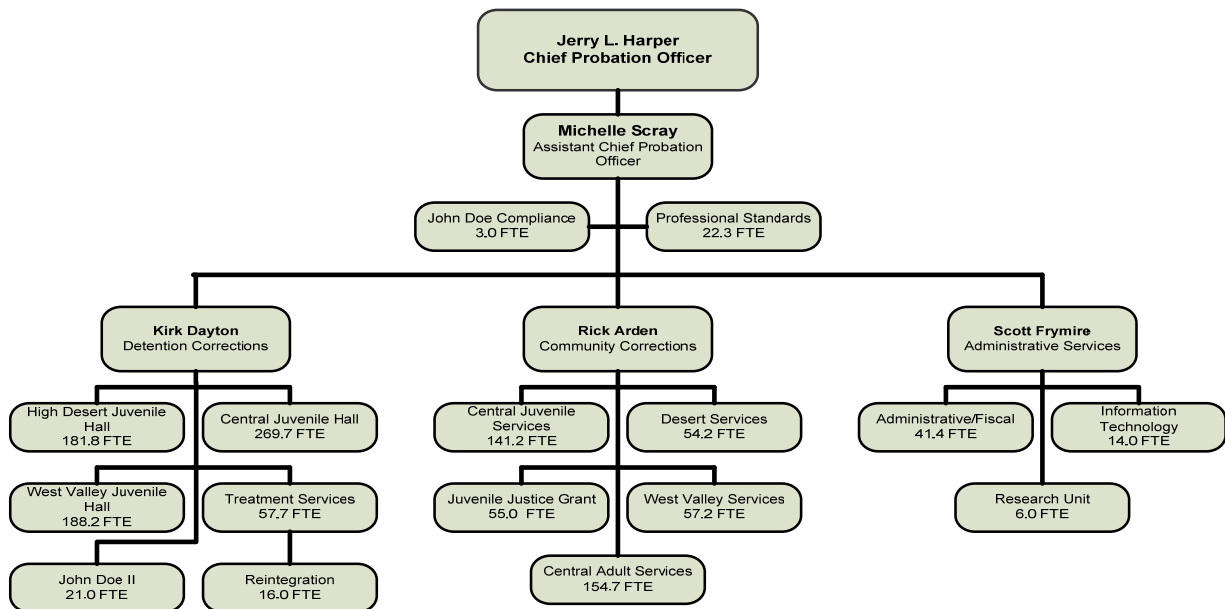 Jerry L. Harper
Chief Probation Officer
Michelle Scray
Assistant Chief Probation
Officer
John Doe Compliance
3.0 FTE
Professional Standards
22.3 FTE
Kirk Dayton
Detention Corrections
Rick Arden
Community Corrections
Scott Frymire
Administrative Services
High Desert Juvenile
Hall
181.8 FTE
Central Juvenile Hall
269.7 FTE
Central Juvenile
Services
141.2 FTE
Desert Services
54.2 FTE
Administrative/Fiscal
41.4 FTE
Information
Technology
14.0 FTE
West Valley Juvenile
Hall
188.2 FTE
Treatment Services
57.7 FTE
Juvenile Justice Grant
55.0 FTE
West Valley Services
57.2 FTE
Research Unit
6.0 FTE
John Doe II
21.0 FTE
Reintegration
16.0 FTE
Central Adult Services
154.7 FTE